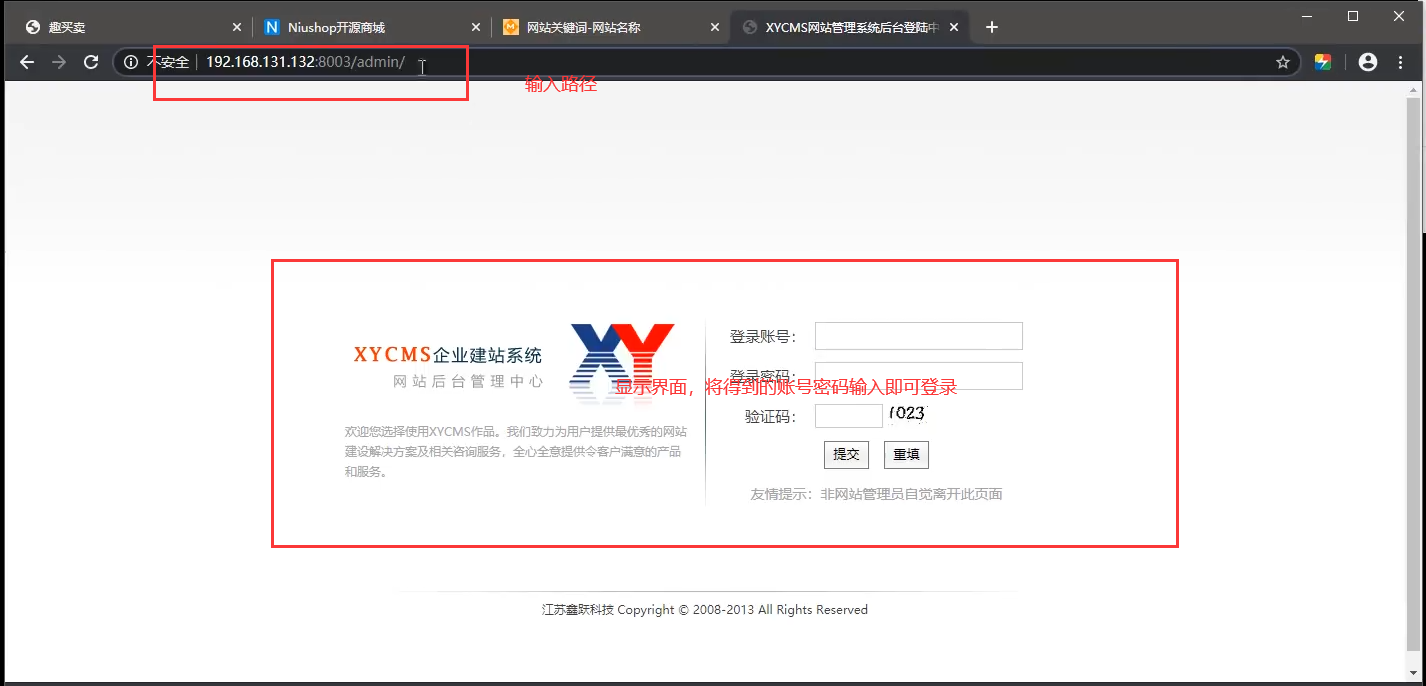 趣买卖
Niushop开源商城
网站关键词-网站名称
XYCMS网站管理系统后台登陆中
不安全 192.168.131.132:8003/admin/
输入路径
XYCMS企业建站系统
网站后台管理中心
欢迎您选择使用XYCMS作品。我们致力为用户提供最优秀的网站
建设解决方案及相关咨询服务，全心全意提供令客户满意的产品
和服务。
XY
登录账号：
登录密码：
显示界面，将得到的账号密码输入即可登录
验证码：
1023
提交 重填
友情提示：非网站管理员自觉离开此页面
江苏鑫跃科技 Copyright © 2008-2013 All Rights Reserved